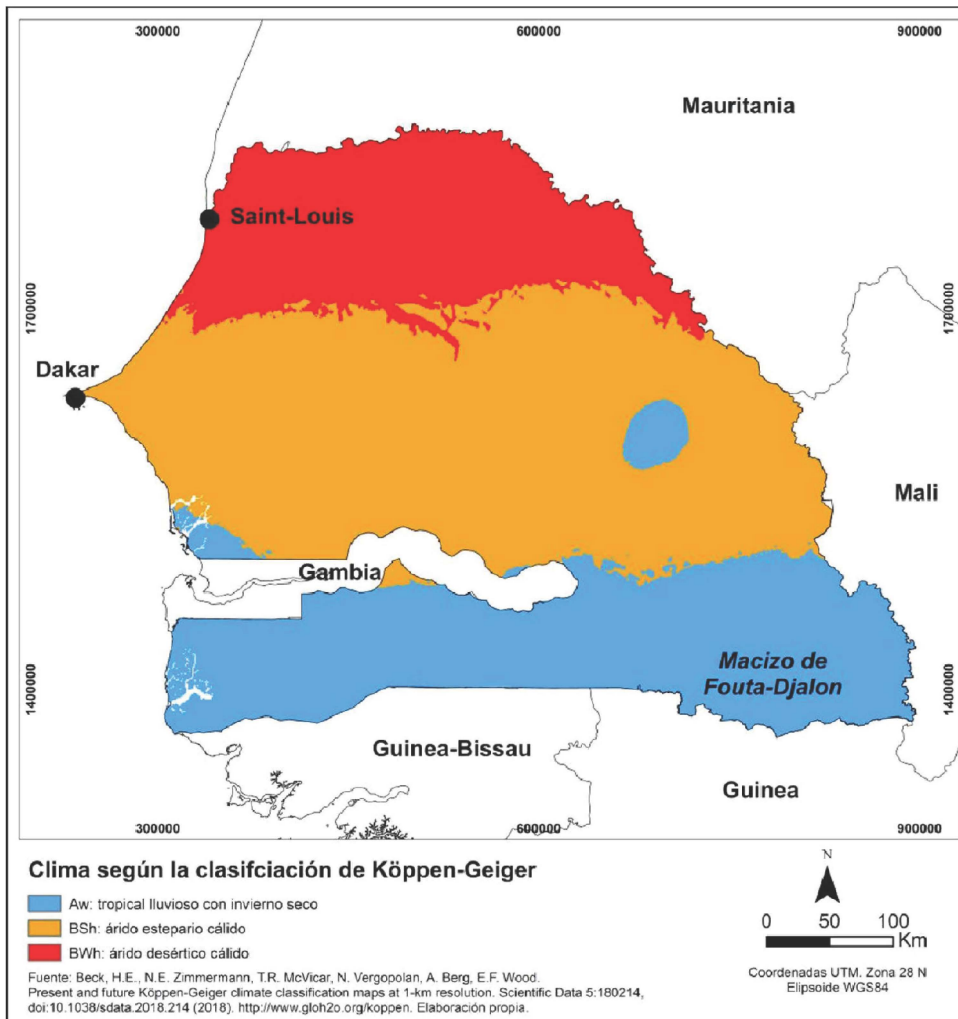 300000
600000
900000
Mauritania
Saint-Louis
1700000
1700000
Dakar
Mali
Gambia
Macizo de
Fouta-Djalon
1400000
1400000
Guinea-Bissau
Guinea
300000
600000
900000
Clima según la clasifciación de Köppen-Geiger
Aw: tropical lluvioso con invierno seco
BSh: árido estepario cálido
BWh: árido desértico cálido
N
0 50 100
Km
Coordenadas UTM. Zona 28 N
Elipsoide WGS84
Fuente: Beck, H.E., N.E. Zimmermann, T.R. McVicar, N. Vergopolan, A. Berg, E.F. Wood.
Present and future Köppen-Geiger climate classification maps at 1-km resolution. Scientific Data 5:180214,
doi:10.1038/sdata.2018.214 (2018). http://www.gloh2o.org/koppen. Elaboración propia.